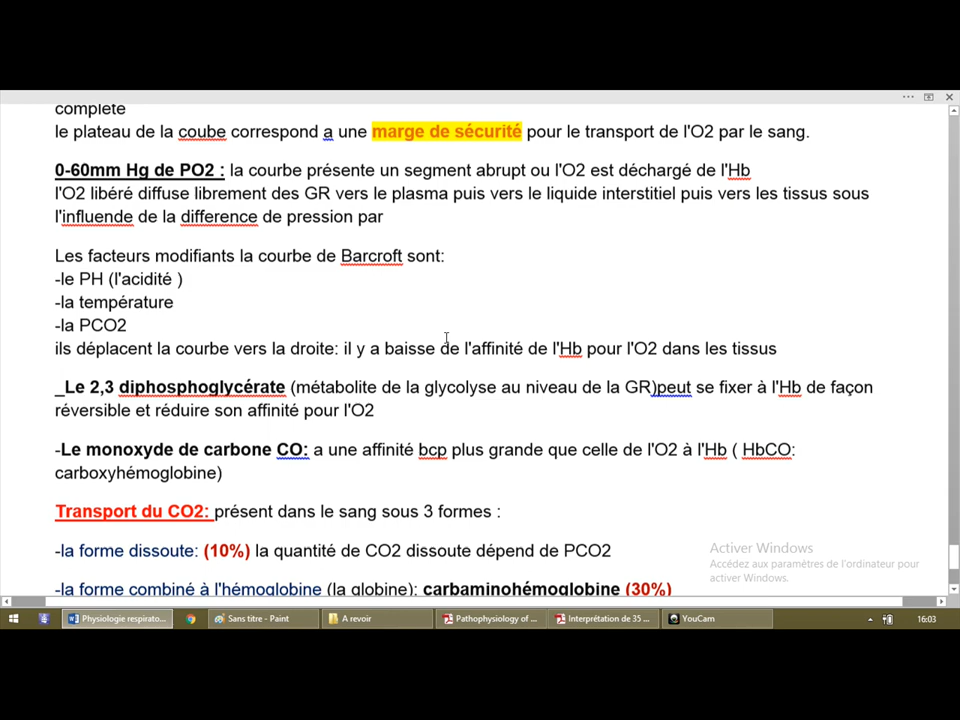 complète
le plateau de la coube correspond a une marge de sécurité pour le transport de l'O2 par le sang.
0-60mm Hg de PO2 : la courbe présente un segment abrupt ou l'O2 est déchargé de l'Hb
l'O2 libéré diffuse librement des GR vers le plasma puis vers le liquide interstitiel puis vers les tissus sous
l'influende de la difference de pression par
Les facteurs modifiants la courbe de Barcroft sont:
-le PH (l'acidité )
-la température
-la PCO2
ils déplacent la courbe vers la droite: il y a baisse de l'affinité de l'Hb pour l'O2 dans les tissus
_Le 2,3 diphosphoglycérate (métabolite de la glycolyse au niveau de la GR)peut se fixer à l'Hb de façon
réversible et réduire son affinité pour l'O2
-Le monoxyde de carbone CO: a une affinité bcp plus grande que celle de l'O2 à l'Hb ( HbCO:
carboxyhémoglobine)
Transport du CO2: présent dans le sang sous 3 formes :
-la forme dissoute: (10%) la quantité de CO2 dissoute dépend de PCO2
-la forme combiné à l'hémoglobine (la globine): carbaminohémoglobine (30%)
Activer Windows
Accédez aux paramètres de l'ordinateur pour
activer Windows.
Physiologie respirato... Sans titre - Paint A revoir Pathophysiology of ... Interprétation de 35 ... YouCam 16:03